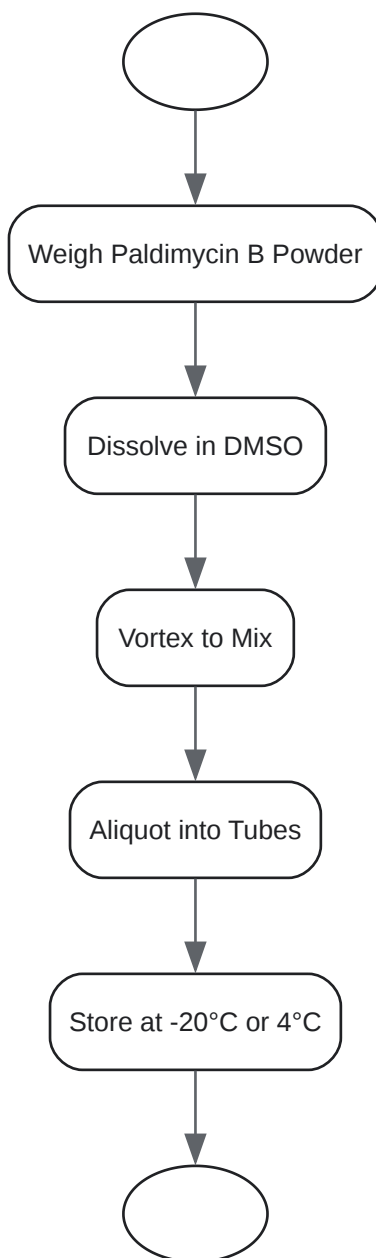 Weigh Paldimycin B Powder
Dissolve in DMSO
Vortex to Mix
Aliquot into Tubes
Store at -20°C or 4°C